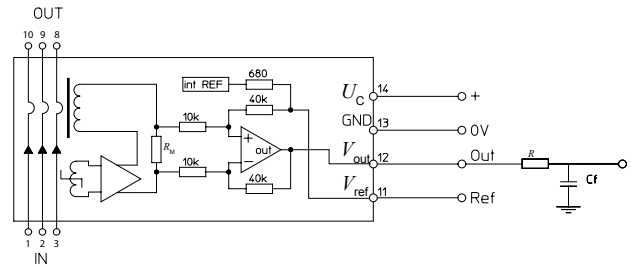 OUT
10 9 8
int REF
680
40k
10k
R_M
10k
+
out
−
40k
U_C 14
+
GND 13
0V
V_out 12
Out
R
Cf
V_ref 11
Ref
1 2 3
IN